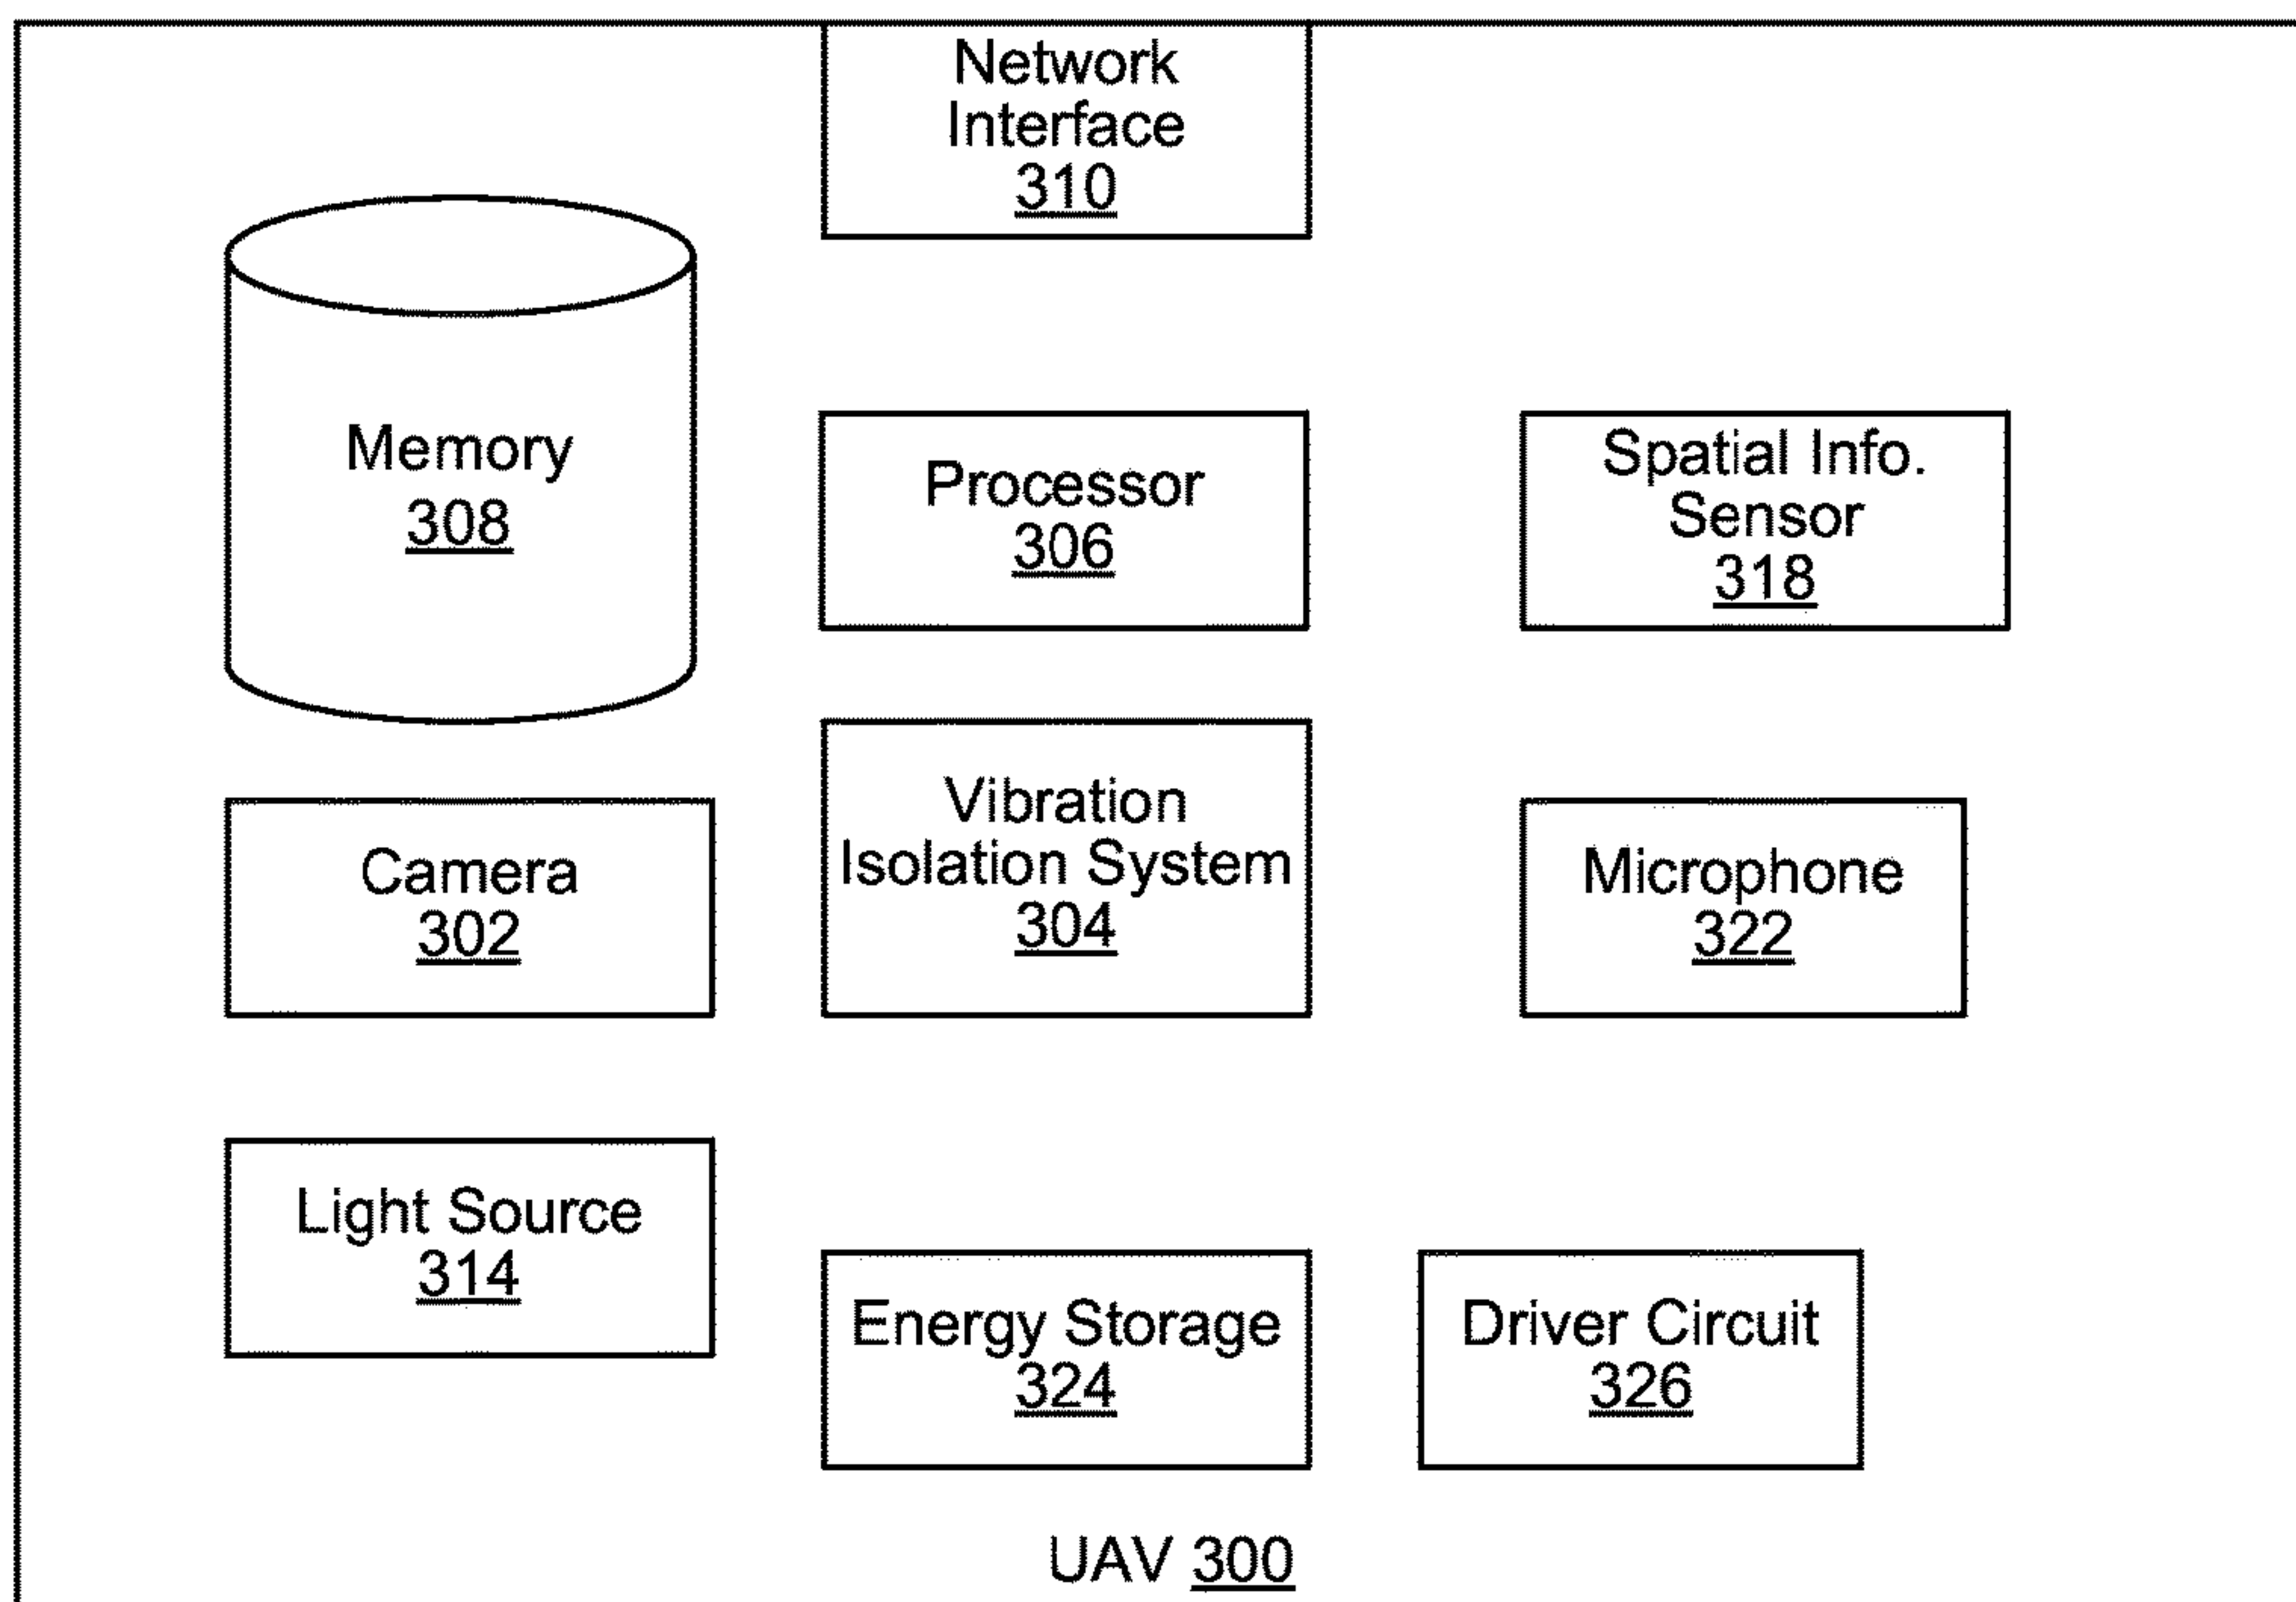 Network
Interface
310
Memory
308
Processor
306
Spatial Info.
Sensor
318
Camera
302
Vibration
Isolation System
304
Microphone
322
Light Source
314
Energy Storage
324
Driver Circuit
326
UAV 300